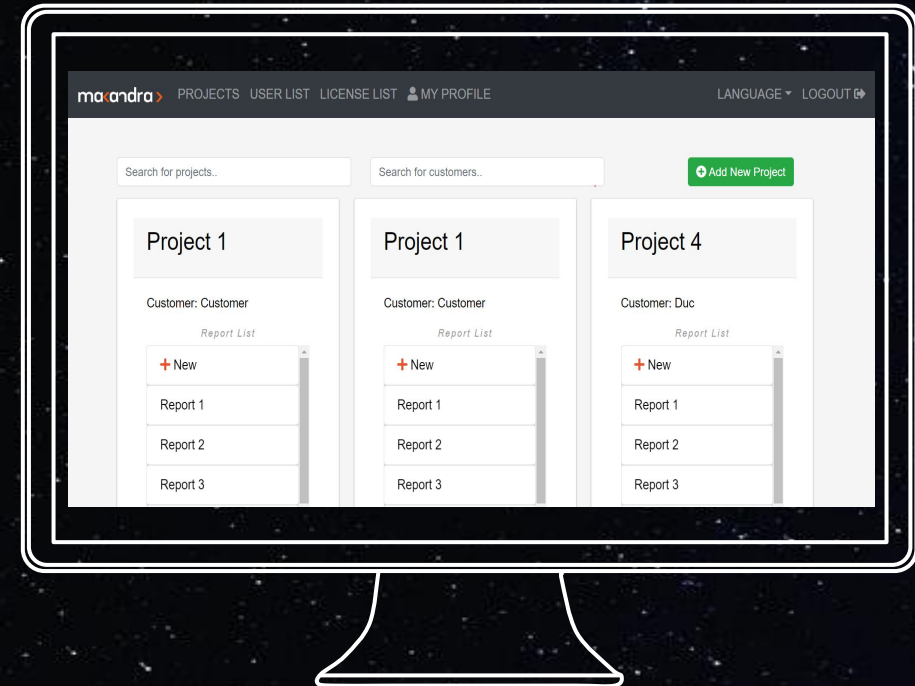 makandra PROJECTS USER LIST LICENSE LIST MY PROFILE LANGUAGE LOGOUT
Search for projects.. Search for customers.. Add New Project
Project 1 Project 1 Project 4
Customer: Customer Customer: Customer Customer: Duc
Report List Report List Report List
New New New
Report 1 Report 1 Report 1
Report 2 Report 2 Report 2
Report 3 Report 3 Report 3